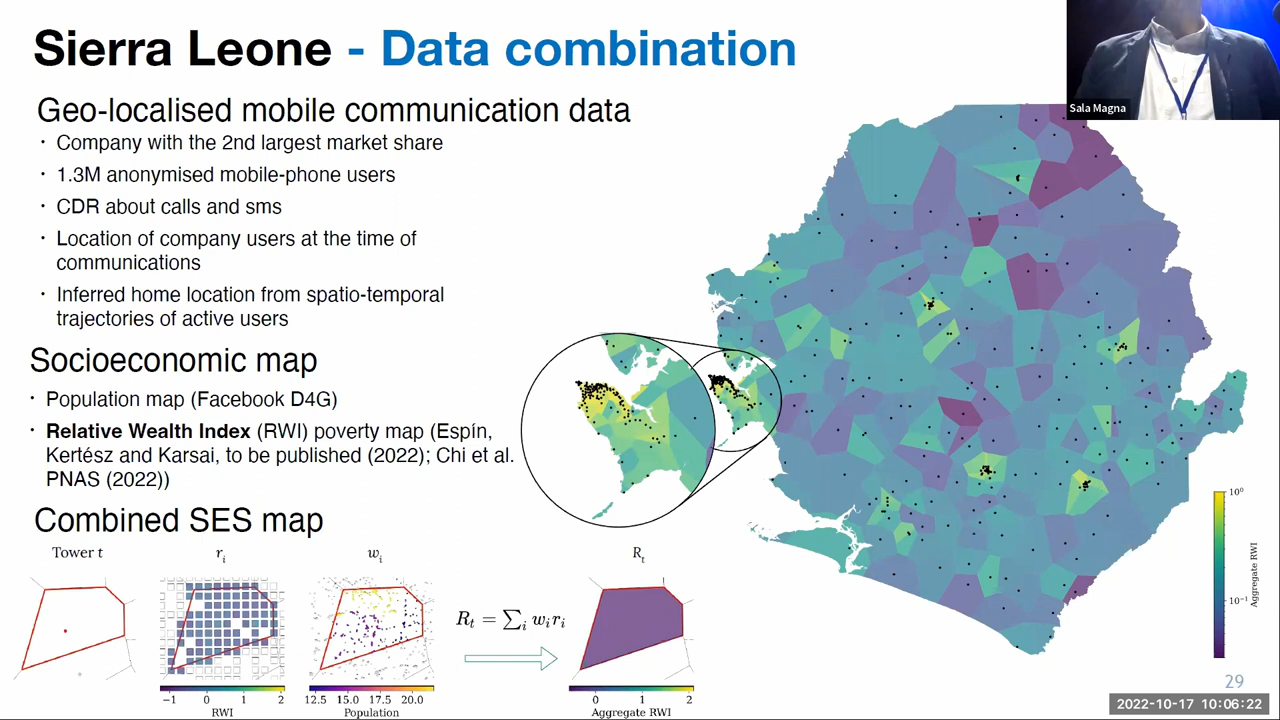 Sierra Leone - Data combination
Sala Magna
Geo-localised mobile communication data
• Company with the 2nd largest market share
• 1.3M anonymised mobile-phone users
• CDR about calls and sms
• Location of company users at the time of
communications
• Inferred home location from spatio-temporal
trajectories of active users
Socioeconomic map
• Population map (Facebook D4G)
• Relative Wealth Index (RWI) poverty map (Espín,
Kertész and Karsai, to be published (2022); Chi et al.
PNAS (2022))
Combined SES map
Tower t
r_i
w_i
R_t
R_t = ∑_i w_i r_i
−1 0 1 2
RWI
12.5 15.0 17.5 20.0
Population
0 1 2
Aggregate RWI
10⁰
10⁻¹
Aggregate RWI
29
2022-10-17 10:06:22